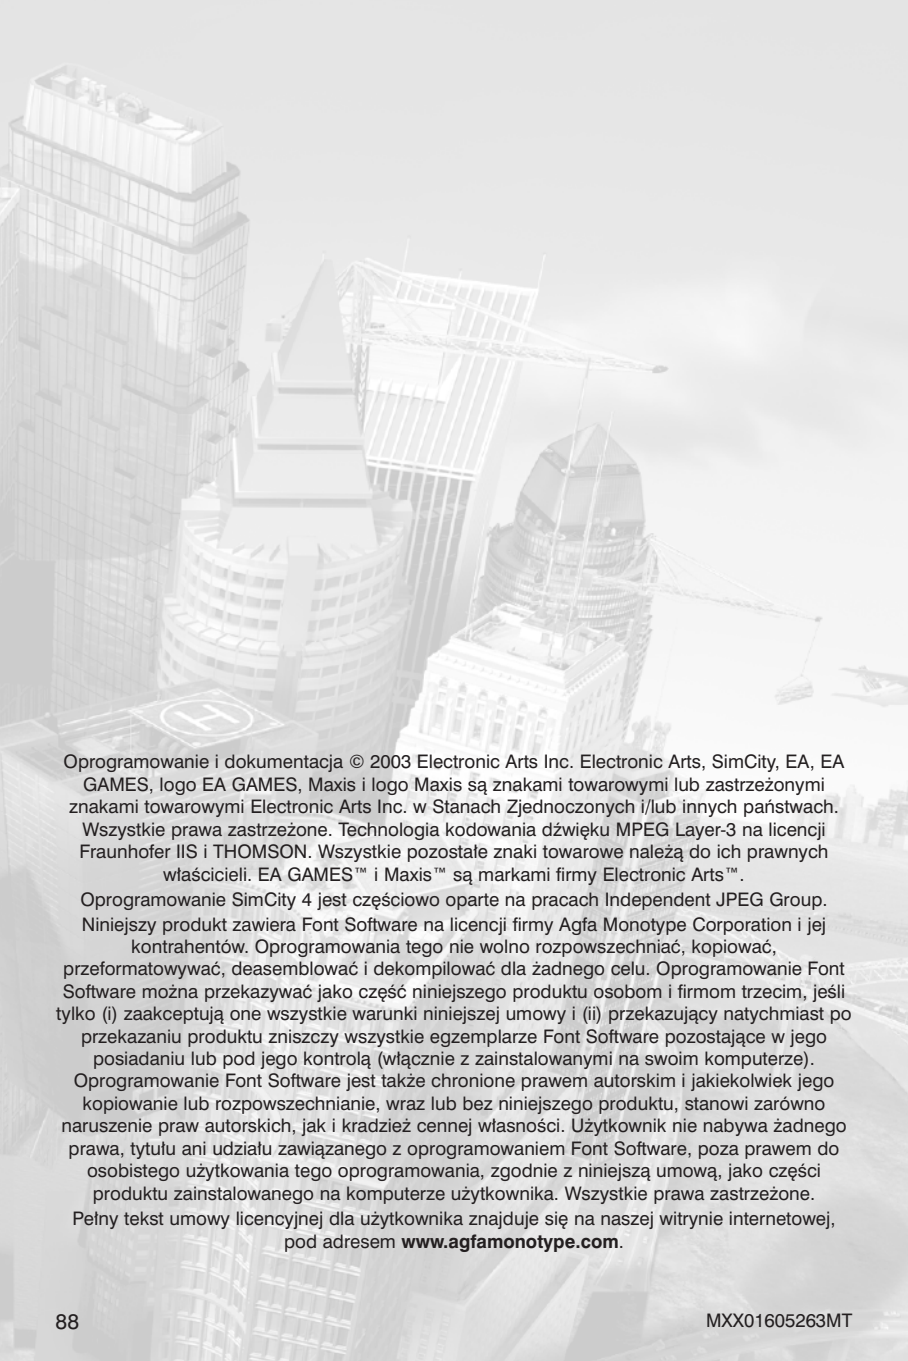 Oprogramowanie i dokumentacja © 2003 Electronic Arts Inc. Electronic Arts, SimCity, EA, EA
GAMES, logo EA GAMES, Maxis i logo Maxis są znakami towarowymi lub zastrzeżonymi
znakami towarowymi Electronic Arts Inc. w Stanach Zjednoczonych i/lub innych państwach.
Wszystkie prawa zastrzeżone. Technologia kodowania dźwięku MPEG Layer-3 na licencji
Fraunhofer IIS i THOMSON. Wszystkie pozostałe znaki towarowe należą do ich prawnych
właścicieli. EA GAMES™ i Maxis™ są markami firmy Electronic Arts™.
Oprogramowanie SimCity 4 jest częściowo oparte na pracach Independent JPEG Group.
Niniejszy produkt zawiera Font Software na licencji firmy Agfa Monotype Corporation i jej
kontrahentów. Oprogramowania tego nie wolno rozpowszechniać, kopiować,
przeformatowywać, deasemblować i dekompilować dla żadnego celu. Oprogramowanie Font
Software można przekazywać jako część niniejszego produktu osobom i firmom trzecim, jeśli
tylko (i) zaakceptują one wszystkie warunki niniejszej umowy i (ii) przekazujący natychmiast po
przekazaniu produktu zniszczy wszystkie egzemplarze Font Software pozostające w jego
posiadaniu lub pod jego kontrolą (włącznie z zainstalowanymi na swoim komputerze).
Oprogramowanie Font Software jest także chronione prawem autorskim i jakiekolwiek jego
kopiowanie lub rozpowszechnianie, wraz lub bez niniejszego produktu, stanowi zarówno
naruszenie praw autorskich, jak i kradzież cennej własności. Użytkownik nie nabywa żadnego
prawa, tytułu ani udziału zawiązanego z oprogramowaniem Font Software, poza prawem do
osobistego użytkowania tego oprogramowania, zgodnie z niniejszą umową, jako części
produktu zainstalowanego na komputerze użytkownika. Wszystkie prawa zastrzeżone.
Pełny tekst umowy licencyjnej dla użytkownika znajduje się na naszej witrynie internetowej,
pod adresem www.agfamonotype.com.
H
88
MXX01605263MT